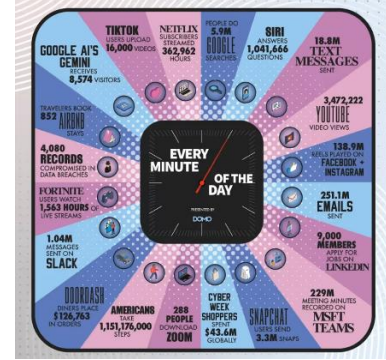 EVERY
MINUTE
OF THE
DAY
PRESENTED BY
DOMO
PEOPLE DO
5.9M
GOOGLE
SEARCHES
SIRI
ANSWERS
1,041,666
QUESTIONS
18.8M
TEXT
MESSAGES
SENT
3,472,222
YOUTUBE
VIDEO VIEWS
138.9M
REELS PLAYED ON
FACEBOOK +
INSTAGRAM
251.1M
EMAILS
SENT
9,000
MEMBERS
APPLY FOR
JOBS ON
LINKEDIN
229M
MEETING MINUTES
RECORDED ON
MSFT
TEAMS
SNAPCHAT
USERS SEND
3.3M SNAPS
CYBER
WEEK
SHOPPERS
SPENT
$43.6M
GLOBALLY
288
PEOPLE
DOWNLOAD
ZOOM
AMERICANS
TAKE
1,151,176,000
STEPS
DOORDASH
DINERS PLACE
$126,763
IN ORDERS
1.04M
MESSAGES
SENT ON
SLACK
FORTNITE
USERS WATCH
1,563 HOURS OF
LIVE STREAMS
4,080
RECORDS
COMPROMISED IN
DATA BREACHES
TRAVELERS BOOK
852 AIRBNB
STAYS
GOOGLE AI'S
GEMINI
RECEIVES
8,574 VISITORS
TIKTOK
USERS UPLOAD
16,000 VIDEOS
NETFLIX
SUBSCRIBERS
STREAMED
362,962
HOURS